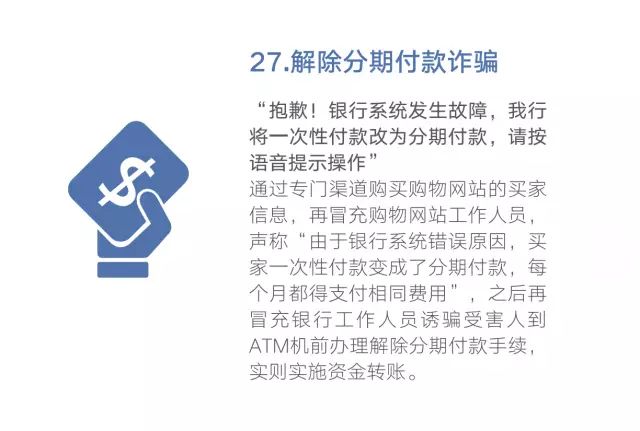 27.解除分期付款诈骗
“抱歉！银行系统发生故障，我行
将一次性付款改为分期付款，请按
语音提示操作”
通过专门渠道购买购物网站的买家
信息，再冒充购物网站工作人员，
声称“由于银行系统错误原因，买
家一次性付款变成了分期付款，每
个月都得支付相同费用”，之后再
冒充银行工作人员诱骗受害人到
ATM机前办理解除分期付款手续，
实则实施资金转账。
$